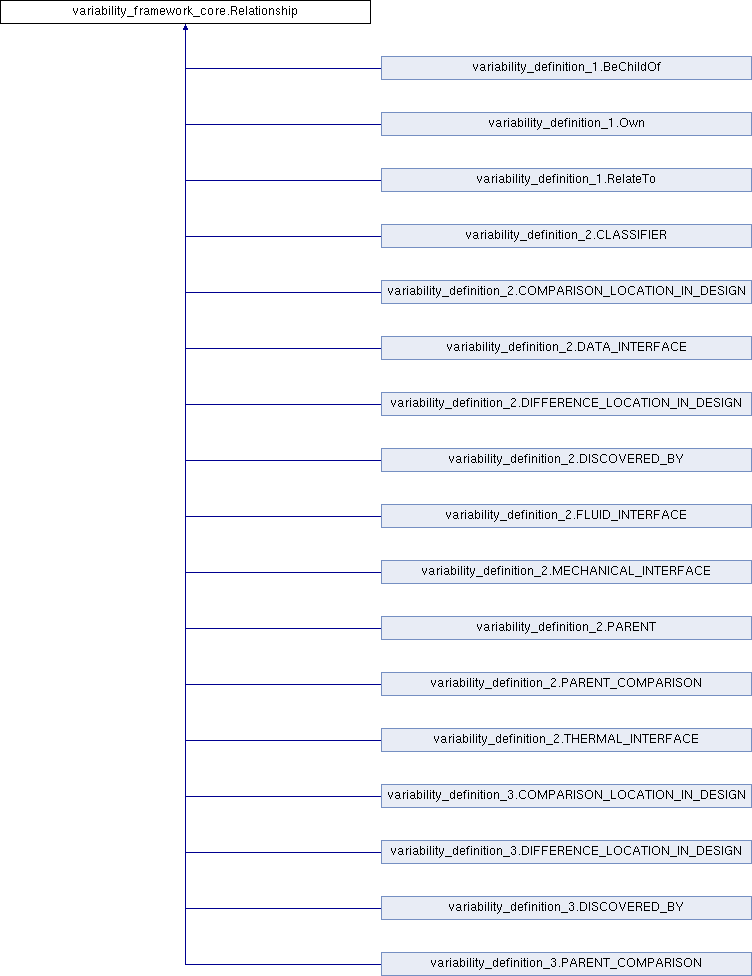 variability_framework_core.Relationship
variability_definition_1.BeChildOf
variability_definition_1.Own
variability_definition_1.RelateTo
variability_definition_2.CLASSIFIER
variability_definition_2.COMPARISON_LOCATION_IN_DESIGN
variability_definition_2.DATA_INTERFACE
variability_definition_2.DIFFERENCE_LOCATION_IN_DESIGN
variability_definition_2.DISCOVERED_BY
variability_definition_2.FLUID_INTERFACE
variability_definition_2.MECHANICAL_INTERFACE
variability_definition_2.PARENT
variability_definition_2.PARENT_COMPARISON
variability_definition_2.THERMAL_INTERFACE
variability_definition_3.COMPARISON_LOCATION_IN_DESIGN
variability_definition_3.DIFFERENCE_LOCATION_IN_DESIGN
variability_definition_3.DISCOVERED_BY
variability_definition_3.PARENT_COMPARISON